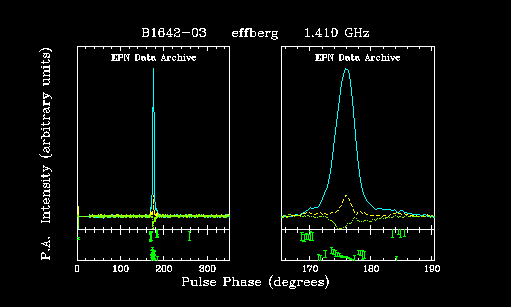 B1642-03 effberg 1.410 GHz
EPN Data Archive EPN Data Archive
Intensity (arbitrary units)
P.A.
0 100 200 300 170 180 190
Pulse Phase (degrees)